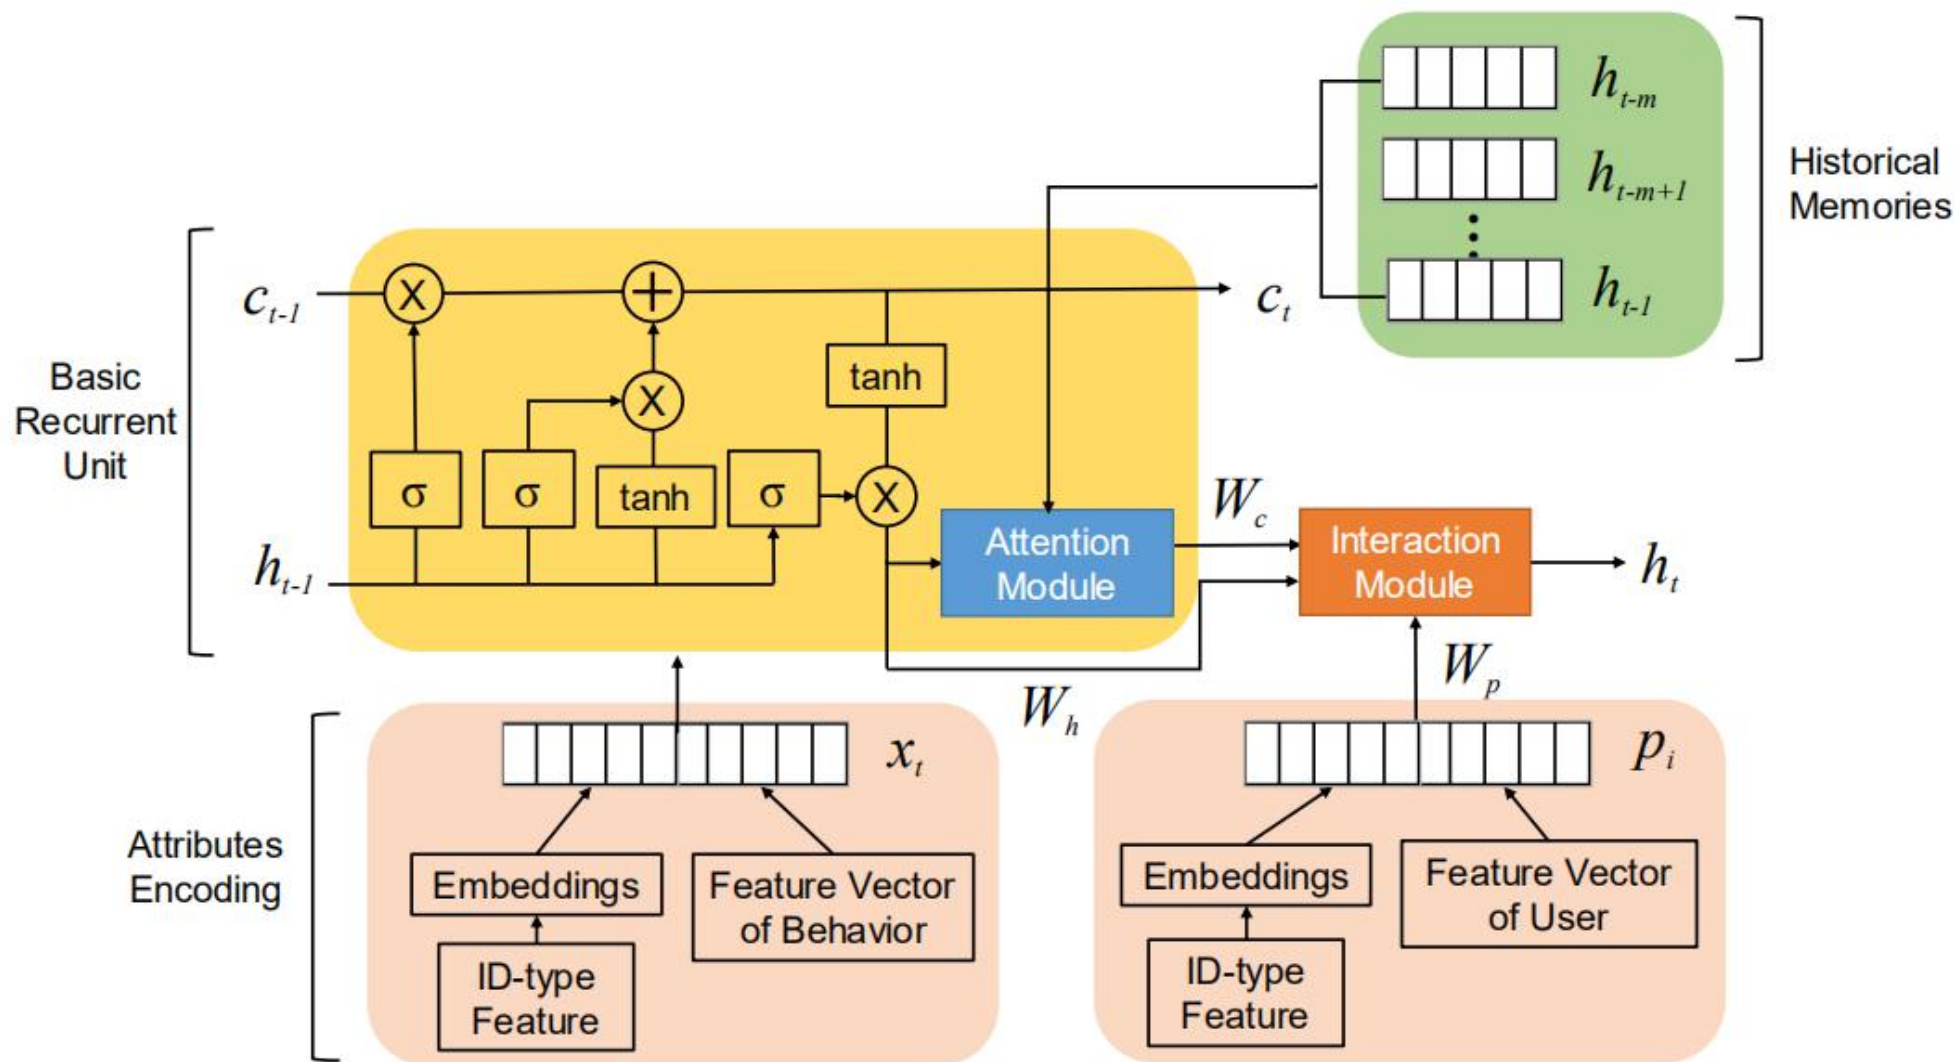 h_{t-m}
h_{t-m+1}
h_{t-1}
Historical
Memories
c_{t-1}
X
+
c_t
Basic
Recurrent
Unit
tanh
X
σ
σ
tanh
σ
X
h_{t-1}
Attention
Module
W_c
Interaction
Module
h_t
W_h
W_p
Attributes
Encoding
x_t
Embeddings
Feature Vector
of Behavior
ID-type
Feature
p_i
Embeddings
Feature Vector
of User
ID-type
Feature